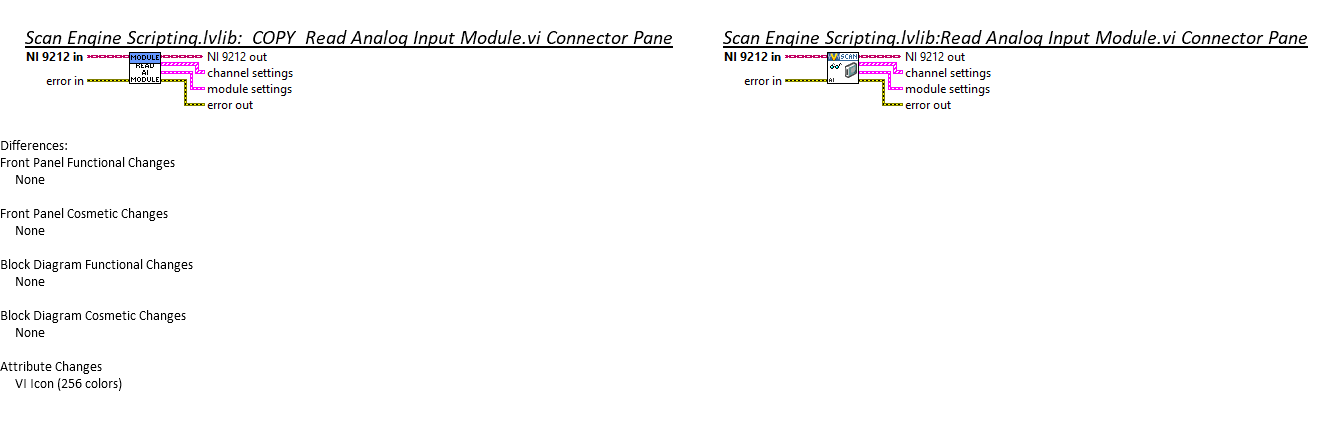 Scan Engine Scripting.lvlib:  COPY  Read Analog Input Module.vi Connector Pane
NI 9212 in
MODULE
READ
AI
MODULE
NI 9212 out
channel settings
error in
module settings
error out
Scan Engine Scripting.lvlib:Read Analog Input Module.vi Connector Pane
NI 9212 in
SCAN
AI
NI 9212 out
channel settings
error in
module settings
error out
Differences:
Front Panel Functional Changes
None
Front Panel Cosmetic Changes
None
Block Diagram Functional Changes
None
Block Diagram Cosmetic Changes
None
Attribute Changes
VI Icon (256 colors)